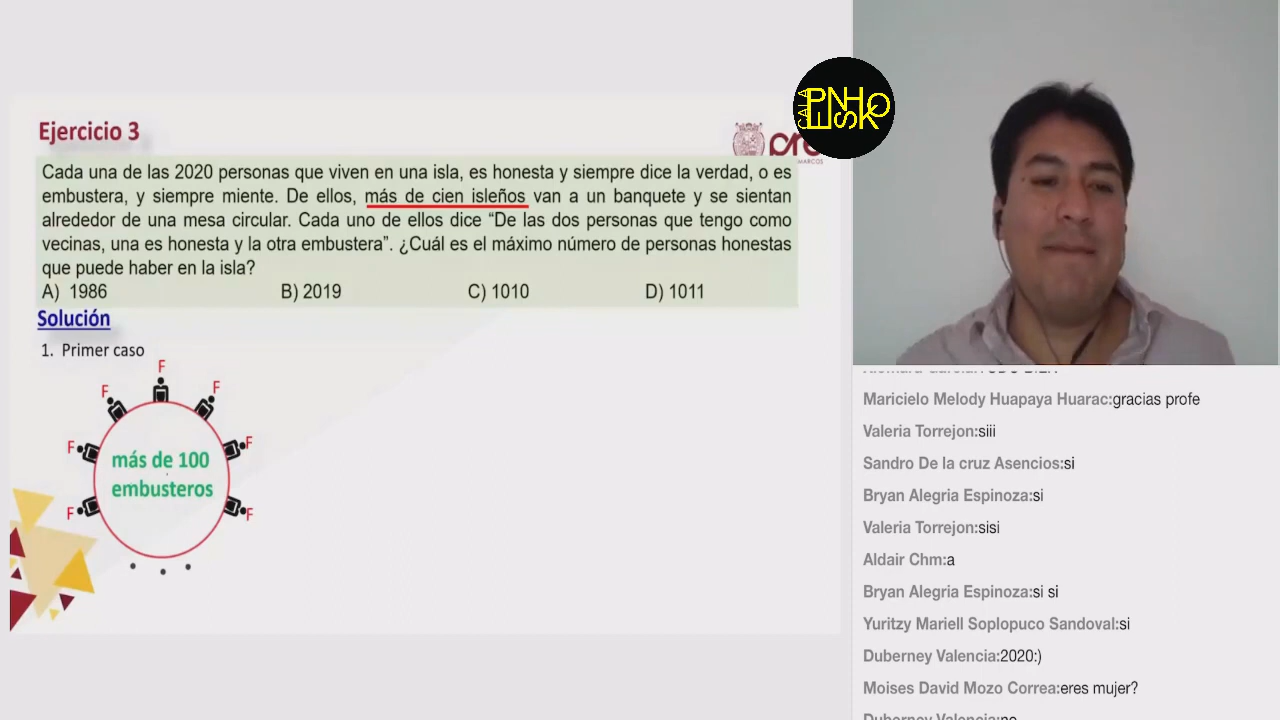 Ejercicio 3
Cada una de las 2020 personas que viven en una isla, es honesta y siempre dice la verdad, o es
embustera, y siempre miente. De ellos, más de cien isleños van a un banquete y se sientan
alrededor de una mesa circular. Cada uno de ellos dice “De las dos personas que tengo como
vecinas, una es honesta y la otra embustera”. ¿Cuál es el máximo número de personas honestas
que puede haber en la isla?
A) 1986 B) 2019 C) 1010 D) 1011
Solución
1. Primer caso
F
F F
F F
F F
más de 100
embusteros
MARCOS
Maricielo Melody Huapaya Huarac:gracias profe
Valeria Torrejon:siii
Sandro De la cruz Asencios:si
Bryan Alegria Espinoza:si
Valeria Torrejon:sisi
Aldair Chm:a
Bryan Alegria Espinoza:si si
Yuritzy Mariell Soplopuco Sandoval:si
Duberney Valencia:2020:)
Moises David Mozo Correa:eres mujer?
Duberney Valencia:no